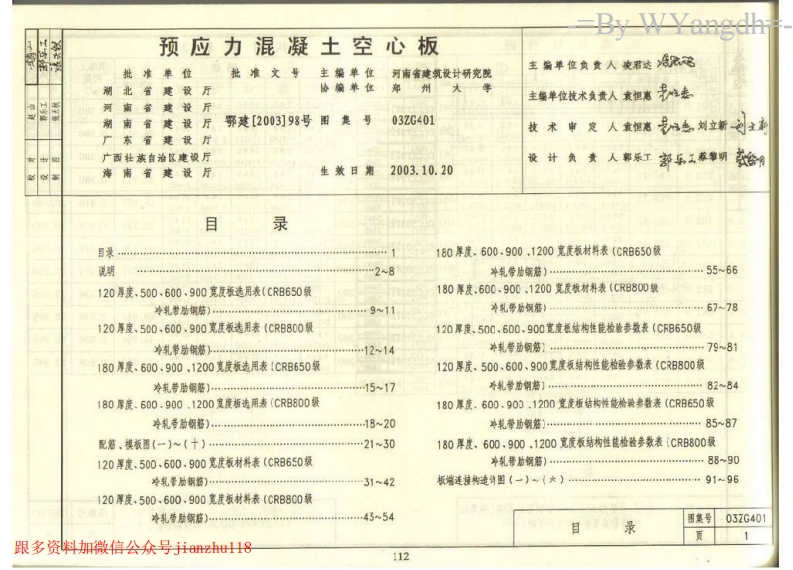 =By WYangdh=
预应力混凝土空心板
批准单位 批准文号 主编单位 河南省建筑设计研究院
协编单位 郑州大学
湖北省建设厅
河南省建设厅
湖南省建设厅 鄂建[2003]98号 图集号 03ZG401
广东省建设厅
广西壮族自治区建设厅
海南省建设厅 生效日期 2003.10.20
主编单位负责人 凌君达
主编单位技术负责人 袁恒惠
技术审定人 袁恒惠 刘立新
设计负责人 郭乐工 蔡黎明
校对 赵山
设计 郭乐工
制图
目录
目录 1
说明 2~8
120厚度、500、600、900宽度板选用表(CRB650级
冷轧带肋钢筋) 9~11
120厚度、500、600、900宽度板选用表(CRB800级
冷轧带肋钢筋) 12~14
180厚度、600、900、1200宽度板选用表(CRB650级
冷轧带肋钢筋) 15~17
180厚度、600、900、1200宽度板选用表(CRB800级
冷轧带肋钢筋) 18~20
配筋、模板图(一)~(十) 21~30
120厚度、500、600、900宽度板材料表(CRB650级
冷轧带肋钢筋) 31~42
120厚度、500、600、900宽度板材料表(CRB800级
冷轧带肋钢筋) 43~54
180厚度、600、900、1200宽度板材料表(CRB650级
冷轧带肋钢筋) 55~66
180厚度、600、900、1200宽度板材料表(CRB800级
冷轧带肋钢筋) 67~78
120厚度、500、600、900宽度板结构性能检验参数表(CRB650级
冷轧带肋钢筋) 79~81
120厚度、500、600、900宽度板结构性能检验参数表(CRB800级
冷轧带肋钢筋) 82~84
180厚度、600、900、1200宽度板结构性能检验参数表(CRB650级
冷轧带肋钢筋) 85~87
180厚度、600、900、1200宽度板结构性能检验参数表(CRB800级
冷轧带肋钢筋) 88~90
板端连接构造详图(一)~(六) 91~96
目录 图集号 03ZG401
页 1
跟多资料加微信公众号jianzhu118
112